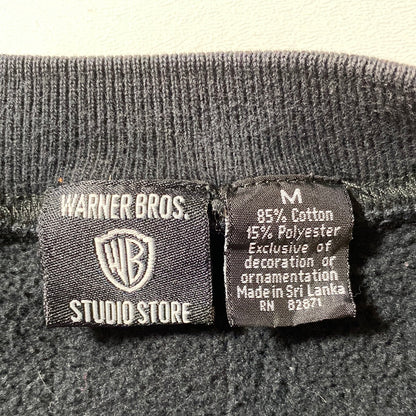 WARNER BROS.
WB
STUDIO STORE
M
85% Cotton
15% Polyester
Exclusive of
decoration or
ornamentation
Made in Sri Lanka
RN 82671